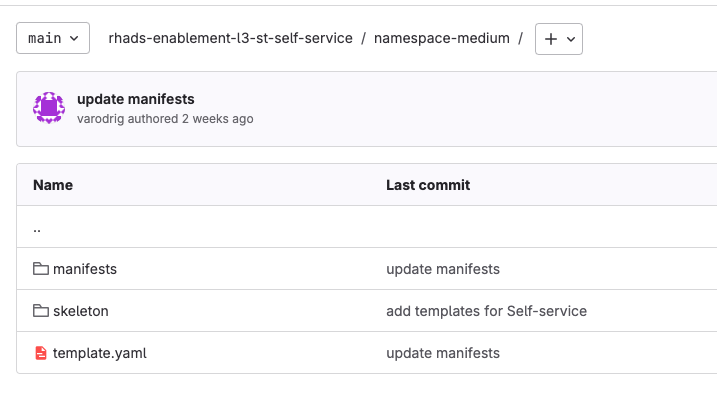 main rhads-enablement-l3-st-self-service / namespace-medium /
update manifests
varodrig authored 2 weeks ago
Name Last commit
..
manifests update manifests
skeleton add templates for Self-service
template.yaml update manifests